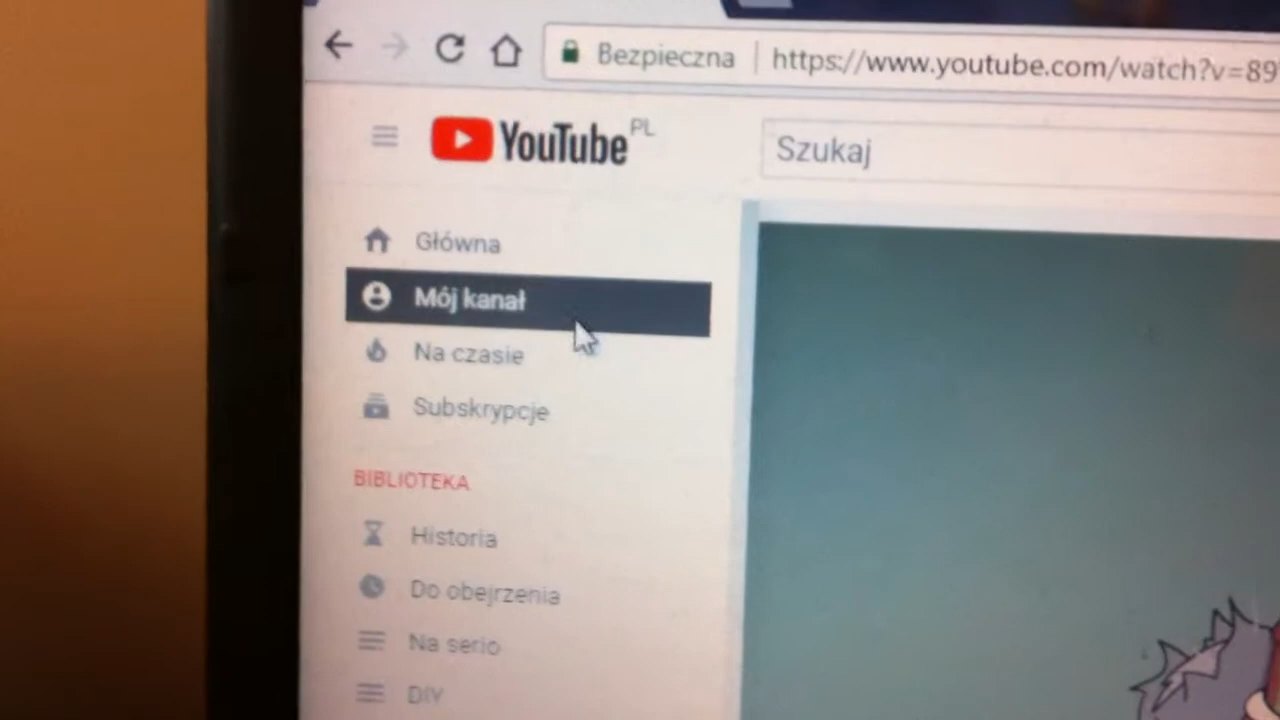 Bezpieczna https://www.youtube.com/watch?v=89
YouTube PL
Szukaj
Główna
Mój kanał
Na czasie
Subskrypcje
BIBLIOTEKA
Historia
Do obejrzenia
Na serio
DIY